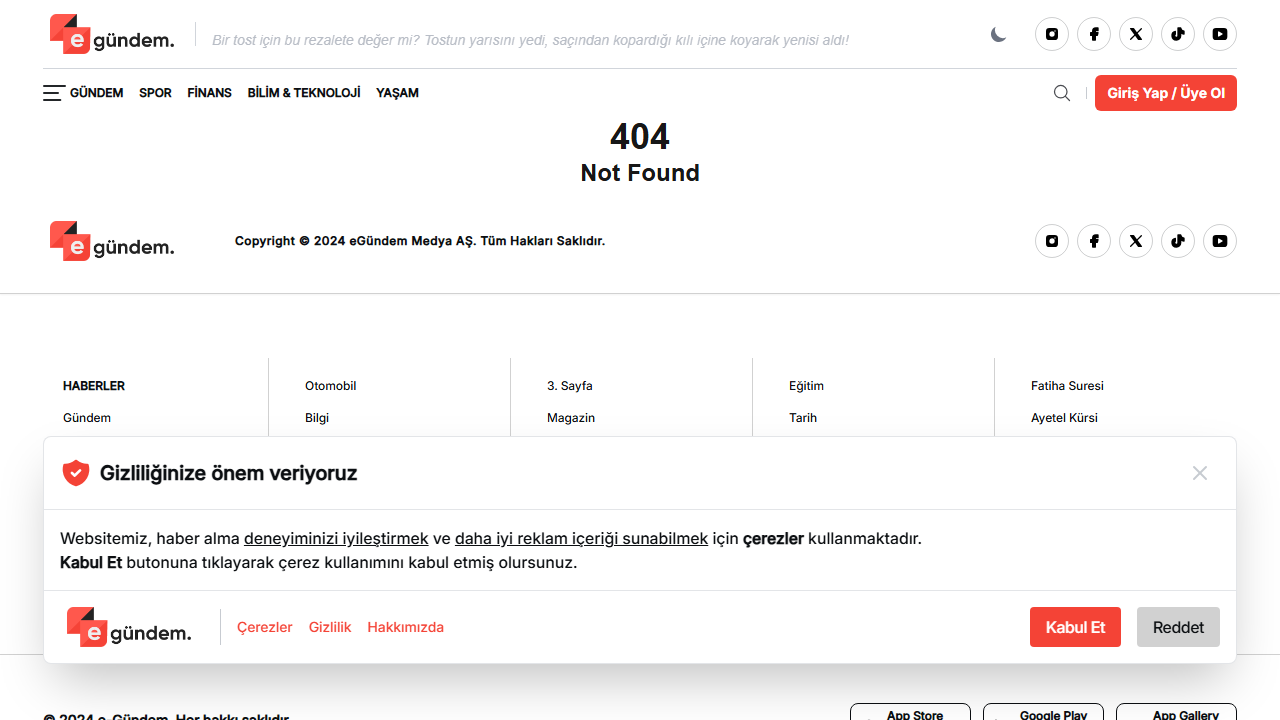 e gündem.
Bir tost için bu rezalete değer mi? Tostun yarısını yedi, saçından kopardığı kılı içine koyarak yenisi aldı!
GÜNDEM SPOR FİNANS BİLİM & TEKNOLOJİ YAŞAM
Giriş Yap / Üye Ol
404
Not Found
e gündem.
Copyright © 2024 eGündem Medya AŞ. Tüm Hakları Saklıdır.
HABERLER Otomobil 3. Sayfa Eğitim Fatiha Suresi
Gündem Bilgi Magazin Tarih Ayetel Kürsi
Gizliliğinize önem veriyoruz
Websitemiz, haber alma deneyiminizi iyileştirmek ve daha iyi reklam içeriği sunabilmek için çerezler kullanmaktadır.
Kabul Et butonuna tıklayarak çerez kullanımını kabul etmiş olursunuz.
e gündem.
Çerezler Gizlilik Hakkımızda
Kabul Et Reddet
© 2024 e-Gündem. Her hakkı saklıdır.
App Store Google Play App Gallery